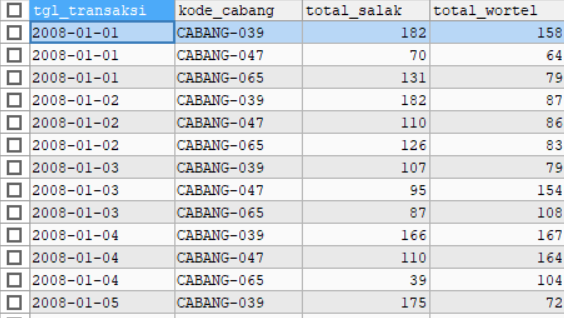 tgl_transaksi kode_cabang total_salak total_wortel
2008-01-01 CABANG-039 182 158
2008-01-01 CABANG-047 70 64
2008-01-01 CABANG-065 131 79
2008-01-02 CABANG-039 182 87
2008-01-02 CABANG-047 110 86
2008-01-02 CABANG-065 126 83
2008-01-03 CABANG-039 107 79
2008-01-03 CABANG-047 95 154
2008-01-03 CABANG-065 87 108
2008-01-04 CABANG-039 166 167
2008-01-04 CABANG-047 110 164
2008-01-04 CABANG-065 39 104
2008-01-05 CABANG-039 175 72